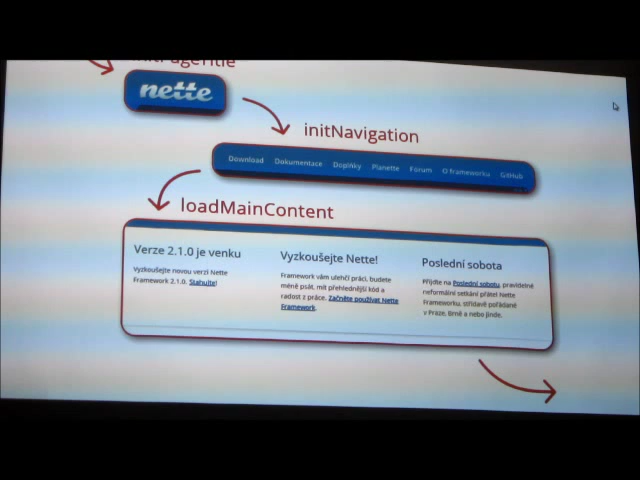 nette
initNavigation
Download Dokumentace Doplňky Planette Fórum O frameworku GitHub
loadMainContent
Verze 2.1.0 je venku
Vyzkoušejte novou verzi Nette
Framework 2.1.0. Stahujte!
Vyzkoušejte Nette!
Framework vám ulehčí práci, budete
méně psát, mít přehlednější kód a
radost z práce. Začněte používat Nette
Framework.
Poslední sobota
Přijďte na Poslední sobotu, pravidelné
neformální setkání přátel Nette
Frameworku, střídavě pořádané
v Praze, Brně a nebo jinde.